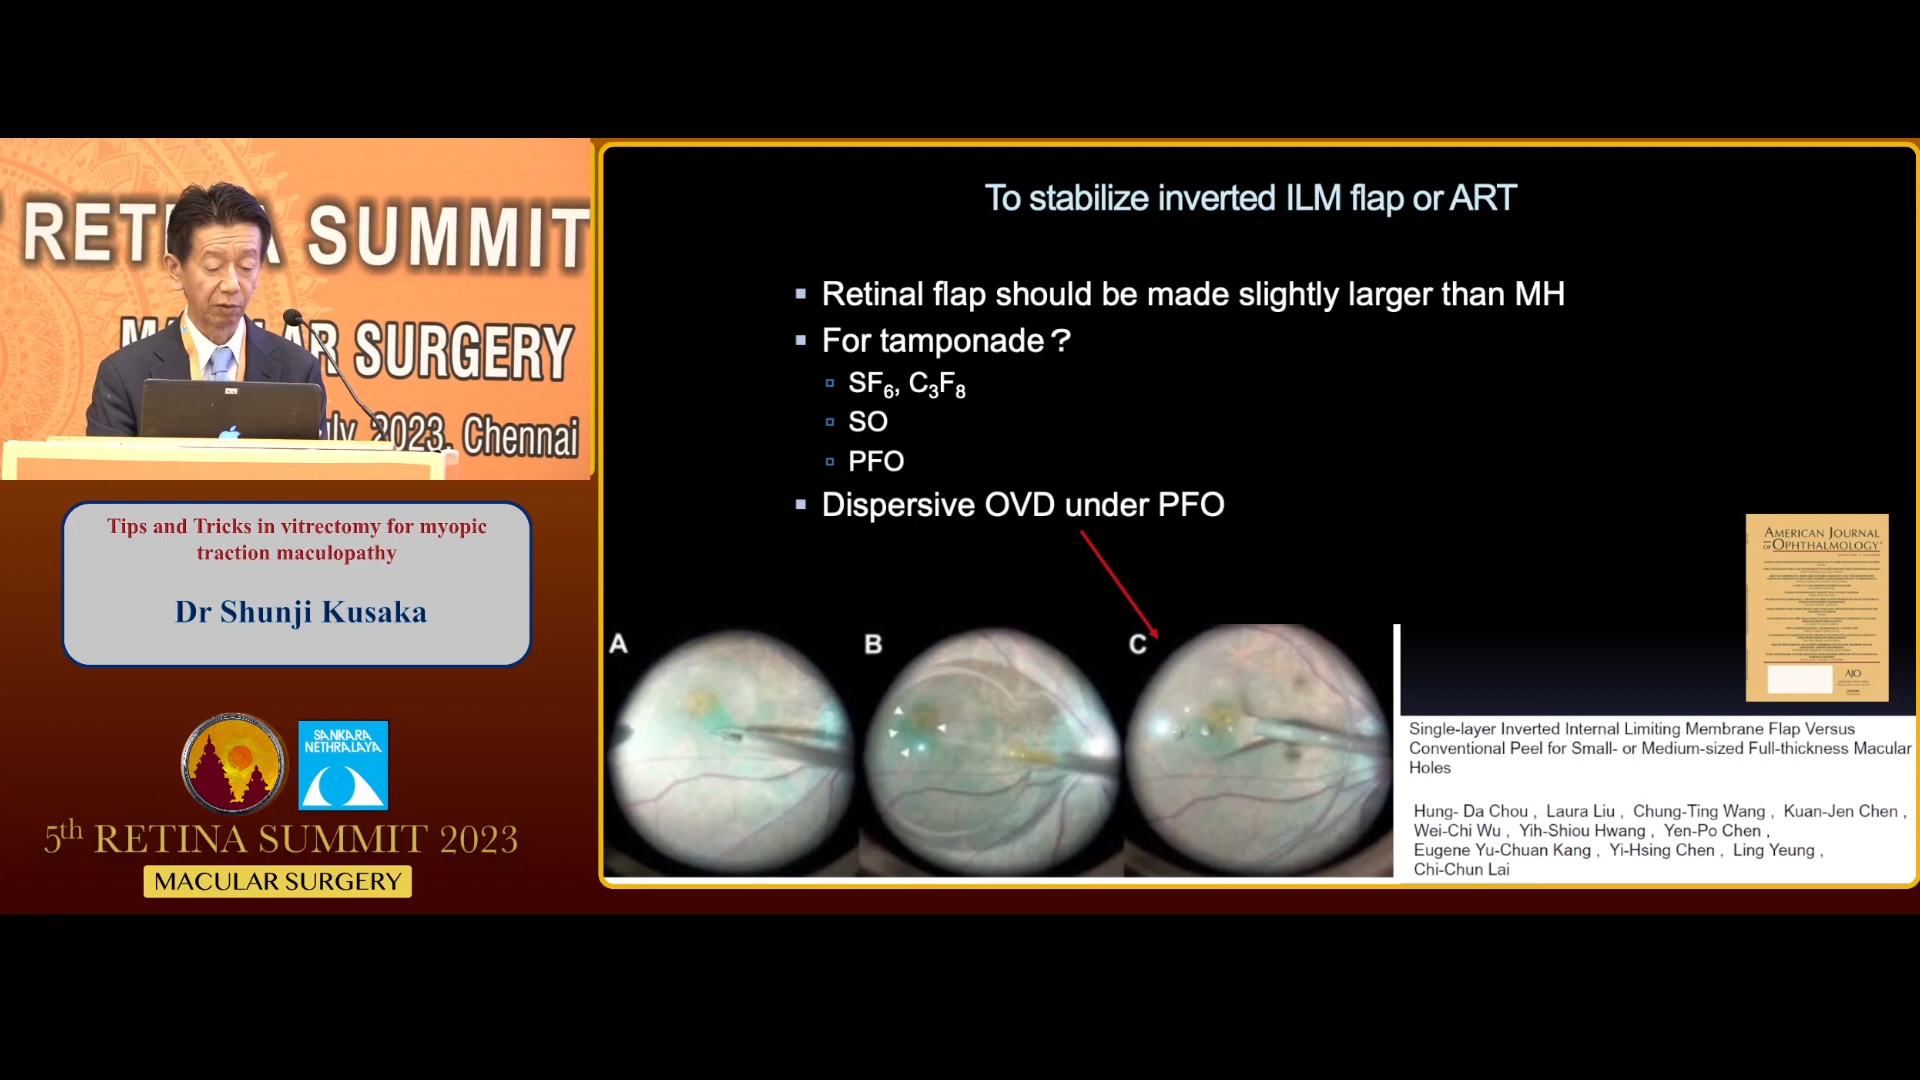 RETINA SUMMIT
MACULAR SURGERY
2023, Chennai
Tips and Tricks in vitrectomy for myopic
traction maculopathy
Dr Shunji Kusaka
SANKARA
NETHRALAYA
5th RETINA SUMMIT 2023
MACULAR SURGERY
To stabilize inverted ILM flap or ART
▪ Retinal flap should be made slightly larger than MH
▪ For tamponade？
▫ SF₆, C₃F₈
▫ SO
▫ PFO
▪ Dispersive OVD under PFO
A
B
C
AMERICAN JOURNAL
OF OPHTHALMOLOGY
AJO
Single-layer Inverted Internal Limiting Membrane Flap Versus
Conventional Peel for Small- or Medium-sized Full-thickness Macular
Holes
Hung- Da Chou , Laura Liu , Chung-Ting Wang , Kuan-Jen Chen ,
Wei-Chi Wu , Yih-Shiou Hwang , Yen-Po Chen ,
Eugene Yu-Chuan Kang , Yi-Hsing Chen , Ling Yeung ,
Chi-Chun Lai